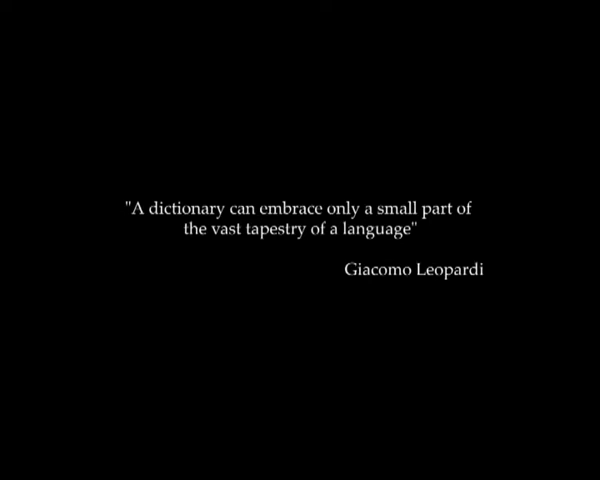 "A dictionary can embrace only a small part of
the vast tapestry of a language"
Giacomo Leopardi